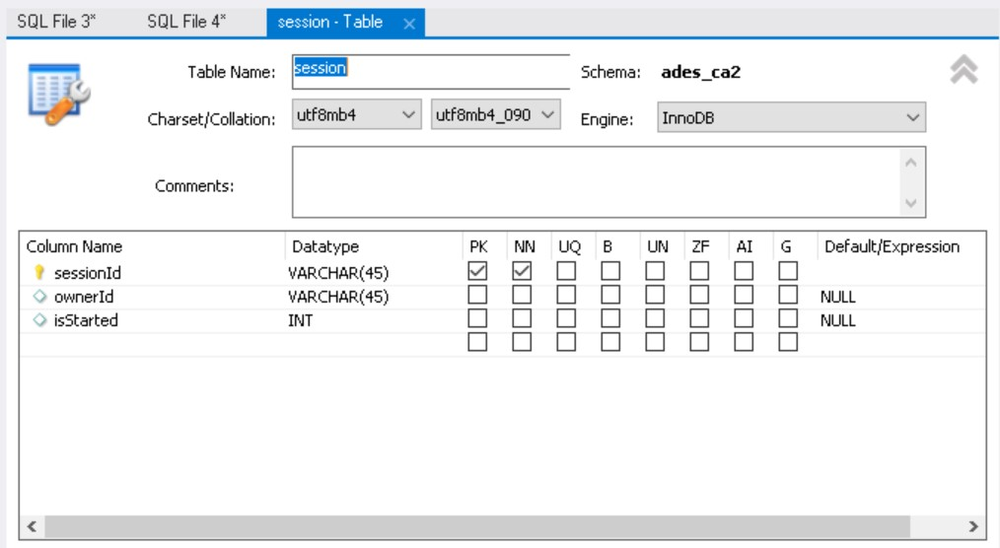 SQL File 3* SQL File 4* session - Table
Table Name: session Schema: ades_ca2
Charset/Collation: utf8mb4 utf8mb4_090 Engine: InnoDB
Comments:
Column Name Datatype PK NN UQ B UN ZF AI G Default/Expression
sessionId VARCHAR(45)
ownerId VARCHAR(45) NULL
isStarted INT NULL